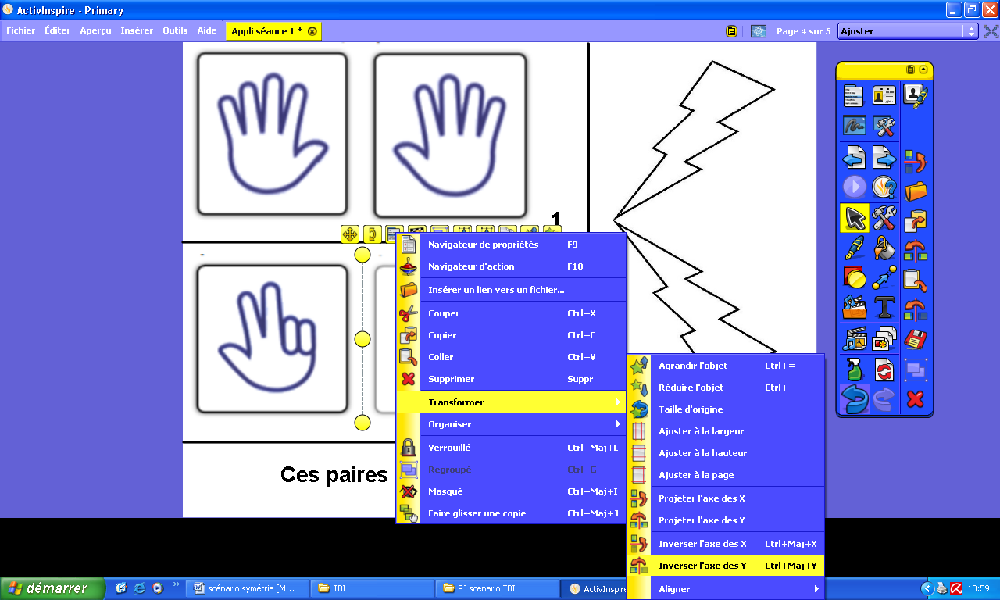 ActivInspire - Primary
Fichier Éditer Aperçu Insérer Outils Aide Appli séance 1 * Page 4 sur 5 Ajuster
1
Navigateur de propriétés F9
Navigateur d'action F10
Insérer un lien vers un fichier...
Couper Ctrl+X
Copier Ctrl+C
Coller Ctrl+V
Supprimer Suppr
Transformer
Organiser
Verrouillé Ctrl+Maj+L
Regroupé Ctrl+G
Masqué Ctrl+Maj+I
Faire glisser une copie Ctrl+Maj+J
Agrandir l'objet Ctrl+=
Réduire l'objet Ctrl+-
Taille d'origine
Ajuster à la largeur
Ajuster à la hauteur
Ajuster à la page
Projeter l'axe des X
Projeter l'axe des Y
Inverser l'axe des X Ctrl+Maj+X
Inverser l'axe des Y Ctrl+Maj+Y
Aligner
Ces paires
démarrer » scénario symétrie [M... TBI PJ scenario TBI ActivInspire 18:59